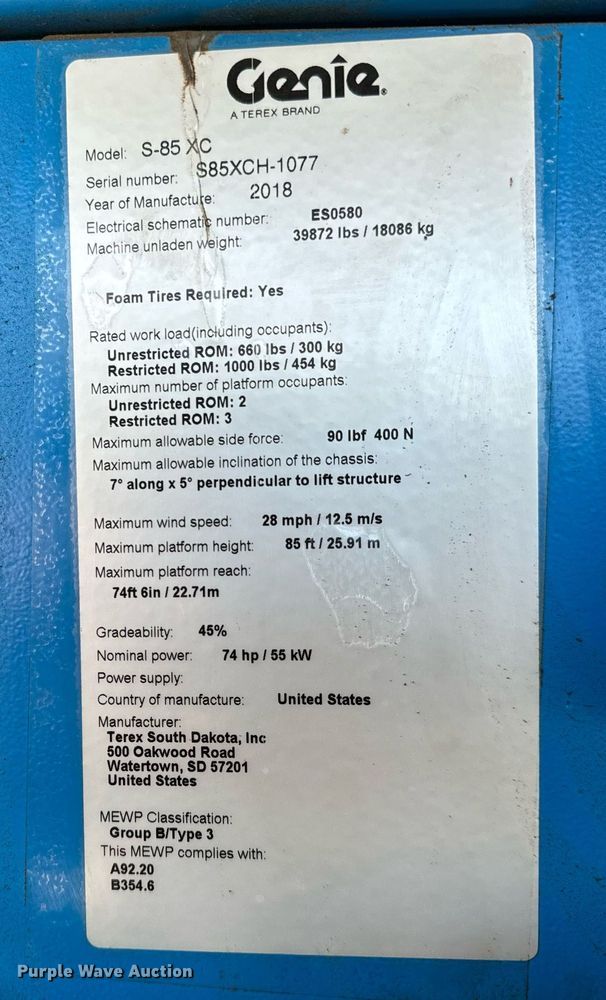 Genie®
A TEREX BRAND
Model: S-85 XC
Serial number: S85XCH-1077
Year of Manufacture: 2018
Electrical schematic number: ES0580
Machine unladen weight: 39872 lbs / 18086 kg
Foam Tires Required: Yes
Rated work load(including occupants):
Unrestricted ROM: 660 lbs / 300 kg
Restricted ROM: 1000 lbs / 454 kg
Maximum number of platform occupants:
Unrestricted ROM: 2
Restricted ROM: 3
Maximum allowable side force: 90 lbf 400 N
Maximum allowable inclination of the chassis:
7° along x 5° perpendicular to lift structure
Maximum wind speed: 28 mph / 12.5 m/s
Maximum platform height: 85 ft / 25.91 m
Maximum platform reach:
74ft 6in / 22.71m
Gradeability: 45%
Nominal power: 74 hp / 55 kW
Power supply:
Country of manufacture: United States
Manufacturer:
Terex South Dakota, Inc
500 Oakwood Road
Watertown, SD 57201
United States
MEWP Classification:
Group B/Type 3
This MEWP complies with:
A92.20
B354.6
Purple Wave Auction